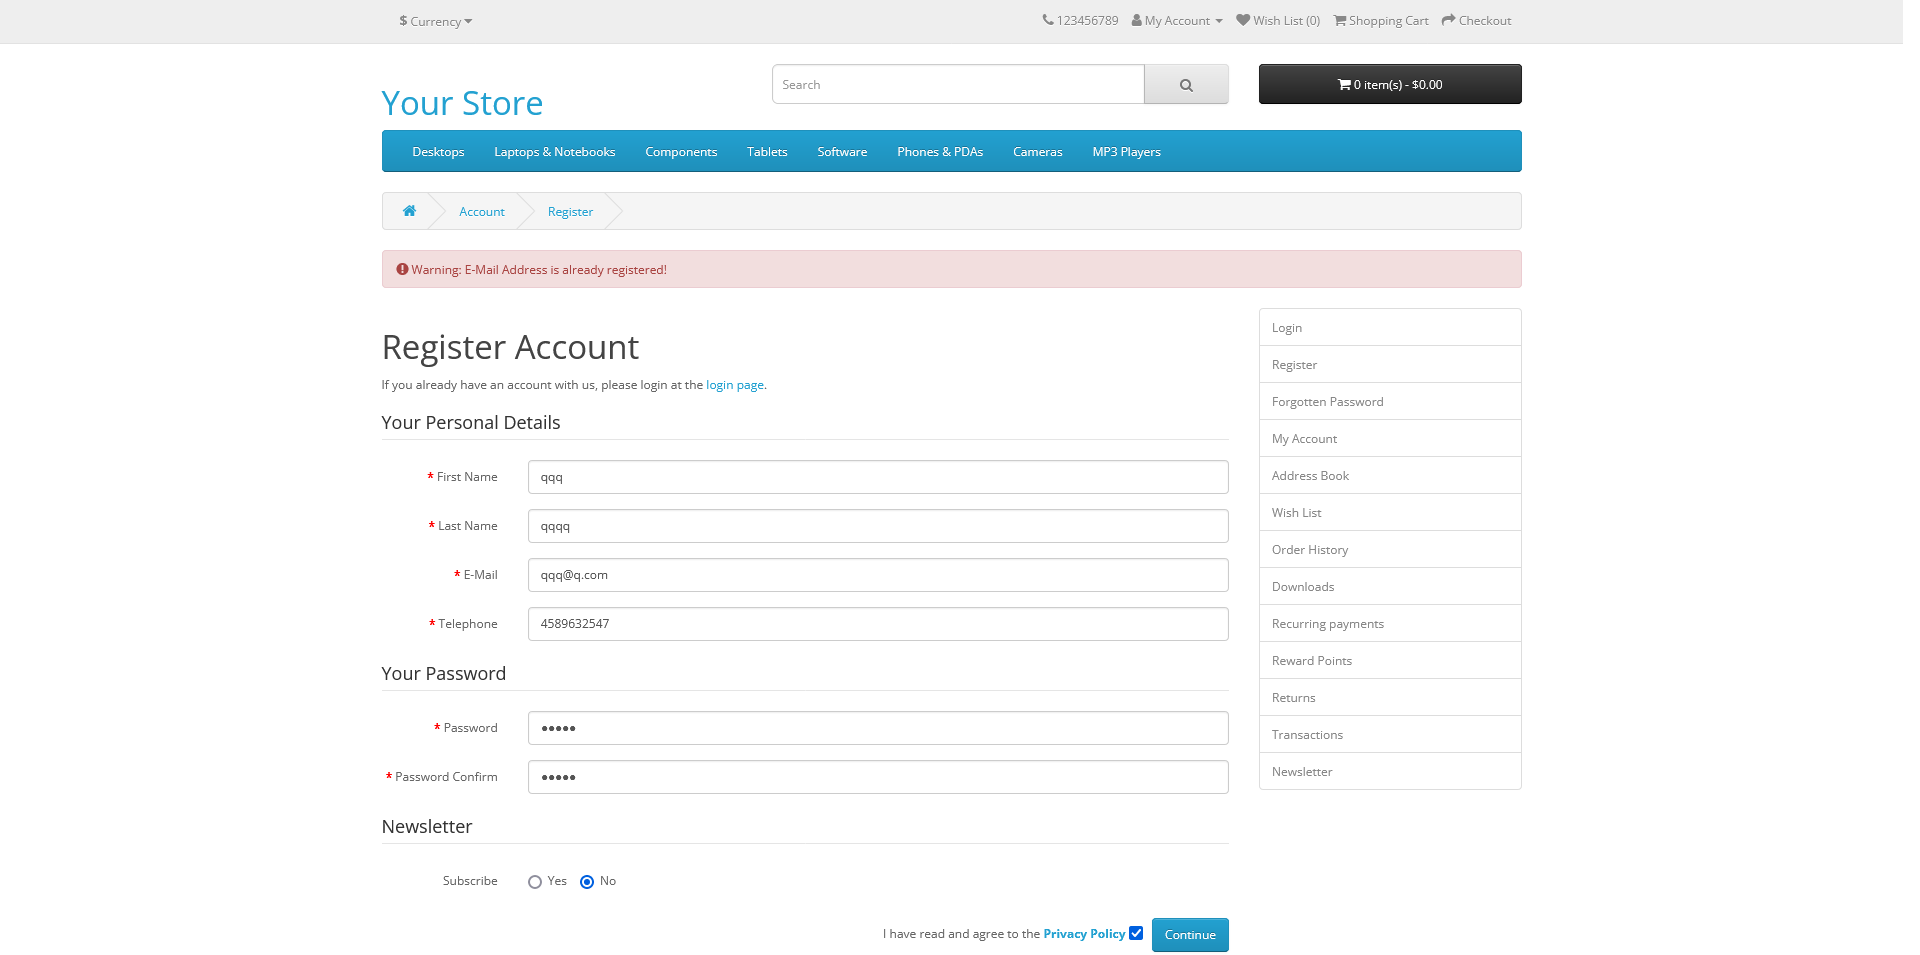 $ Currency
123456789 My Account Wish List (0) Shopping Cart Checkout
Your Store
Search
0 item(s) - $0.00
Desktops Laptops & Notebooks Components Tablets Software Phones & PDAs Cameras MP3 Players
Account Register
Warning: E-Mail Address is already registered!
Register Account
If you already have an account with us, please login at the login page.
Your Personal Details
* First Name qqq
* Last Name qqqq
* E-Mail qqq@q.com
* Telephone 4589632547
Your Password
* Password •••••
* Password Confirm •••••
Newsletter
Subscribe Yes No
I have read and agree to the Privacy Policy Continue
Login
Register
Forgotten Password
My Account
Address Book
Wish List
Order History
Downloads
Recurring payments
Reward Points
Returns
Transactions
Newsletter